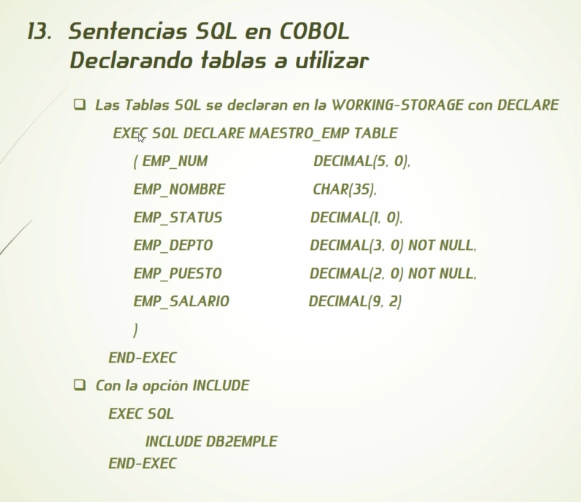 13. Sentencias SQL en COBOL
Declarando tablas a utilizar
❑ Las Tablas SQL se declaran en la WORKING-STORAGE con DECLARE
EXEC SQL DECLARE MAESTRO_EMP TABLE
( EMP_NUM DECIMAL(5, 0),
EMP_NOMBRE CHAR(35),
EMP_STATUS DECIMAL(1, 0),
EMP_DEPTO DECIMAL(3, 0) NOT NULL,
EMP_PUESTO DECIMAL(2, 0) NOT NULL,
EMP_SALARIO DECIMAL(9, 2)
)
END-EXEC
❑ Con la opción INCLUDE
EXEC SQL
INCLUDE DB2EMPLE
END-EXEC